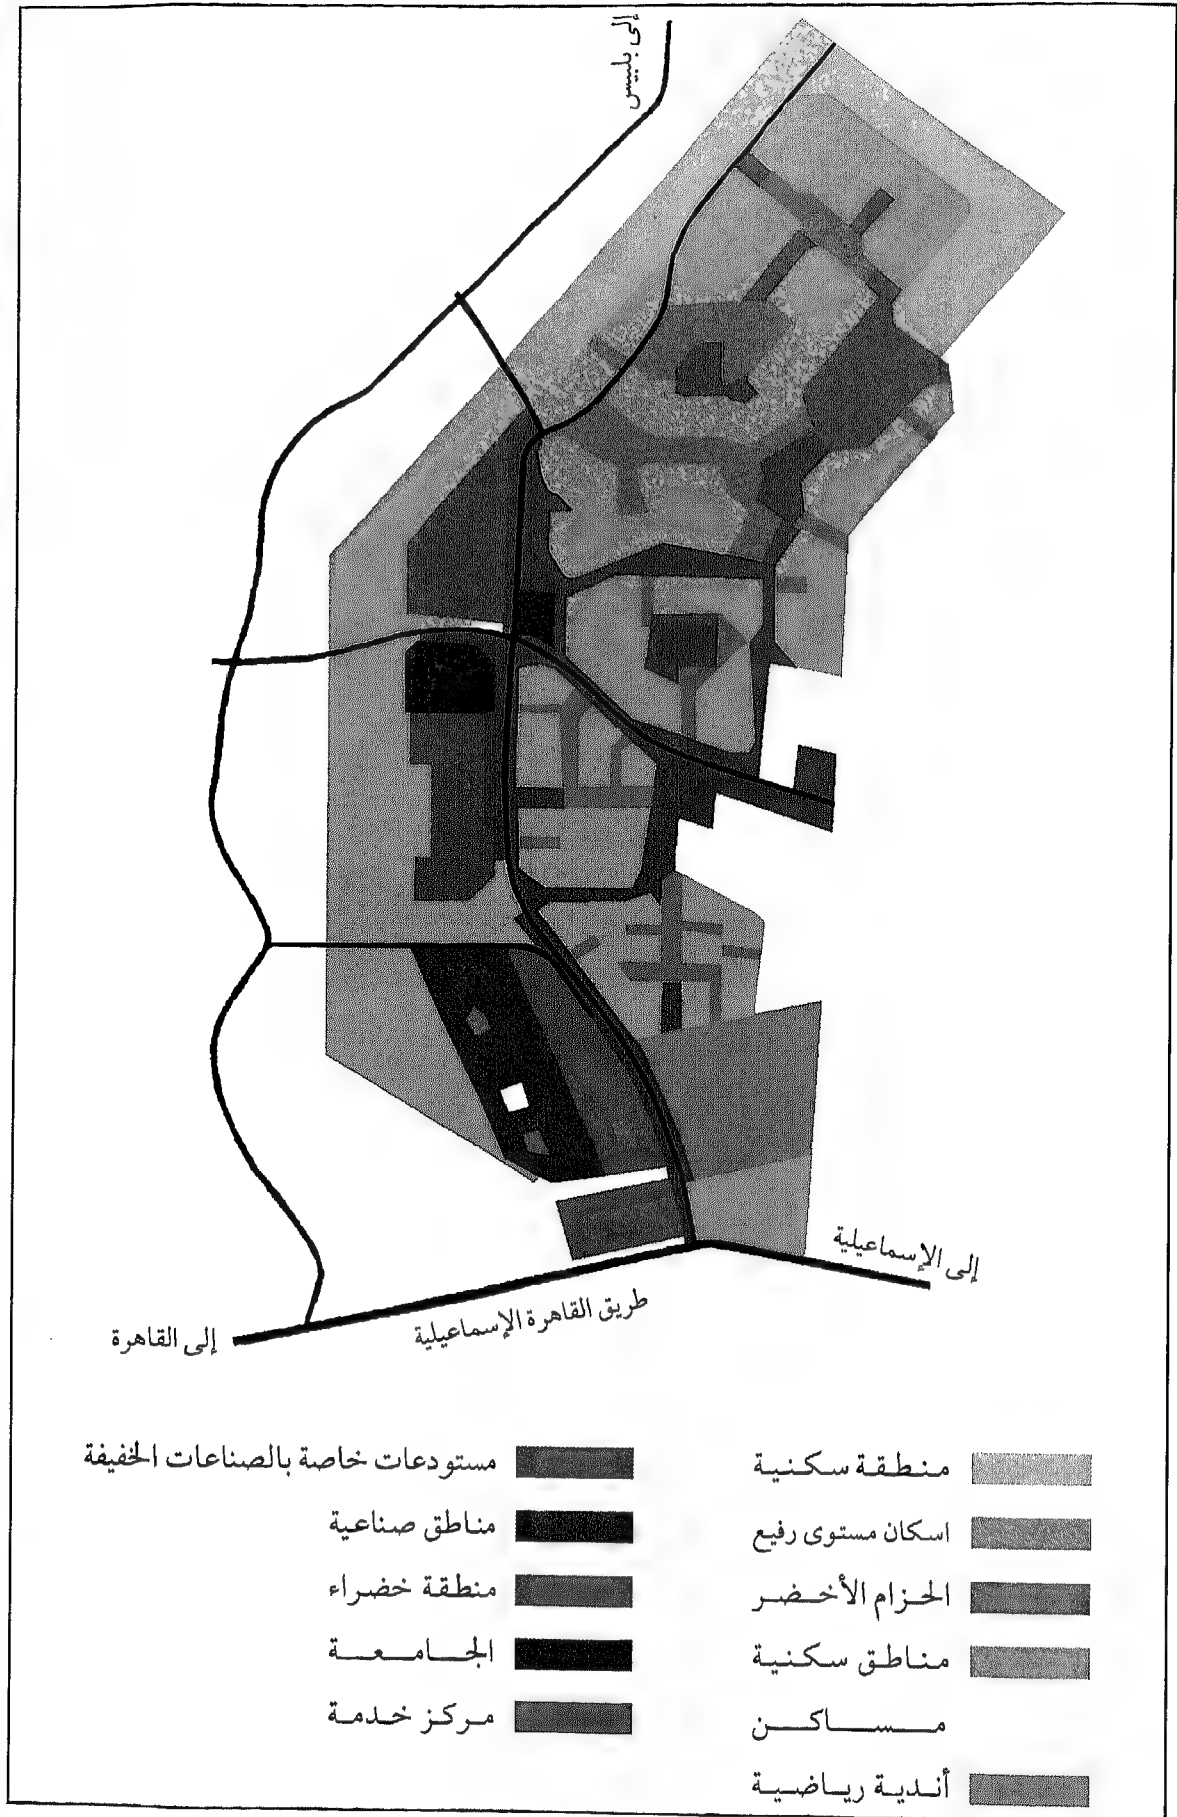 إلى بلبيس
إلى الإسماعيلية
طريق القاهرة الإسماعيلية
إلى القاهرة
منطقة سكنية
اسكان مستوى رفيع
الحزام الأخضر
مناطق سكنية
مساكن
أندية رياضية
مستودعات خاصة بالصناعات الخفيفة
مناطق صناعية
منطقة خضراء
الجامعة
مركز خدمة